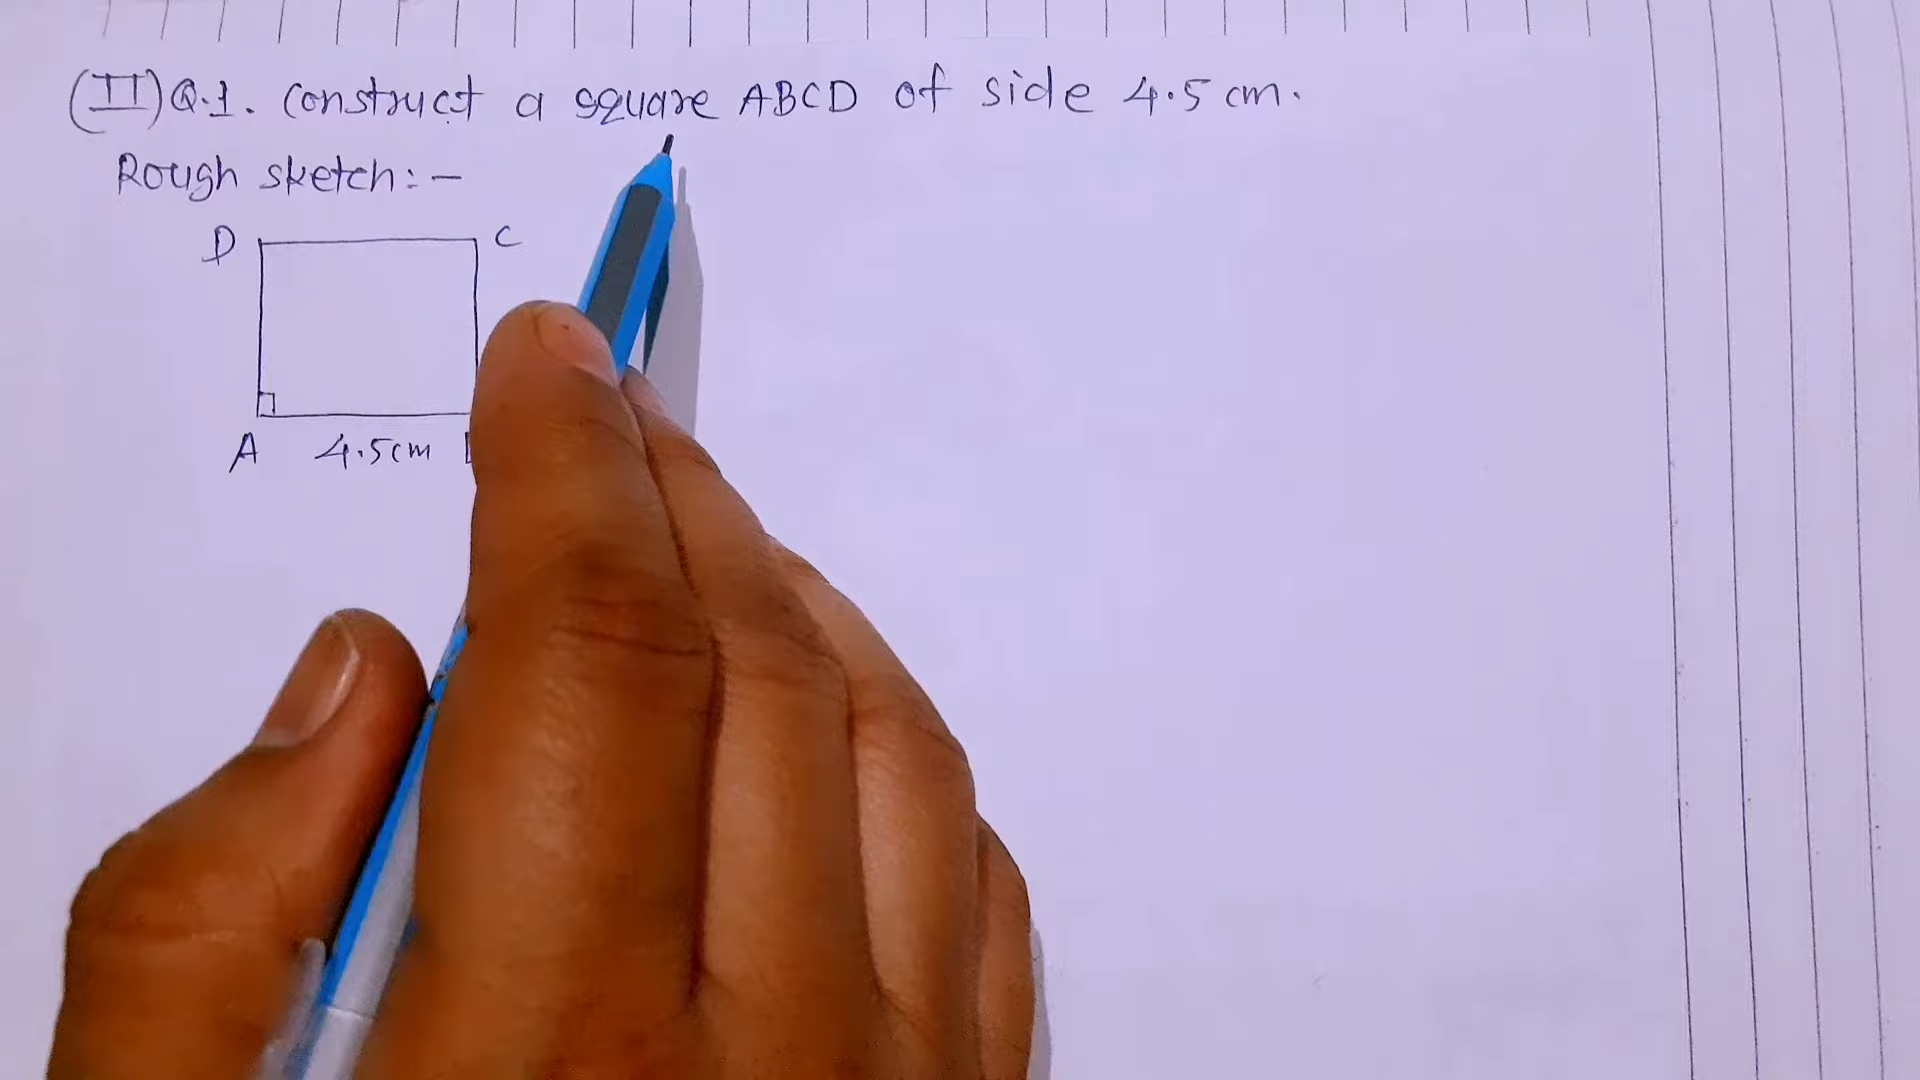 (II) Q.1. Construct a square ABCD of side 4.5 cm.
Rough sketch:-
D C
A 4.5cm